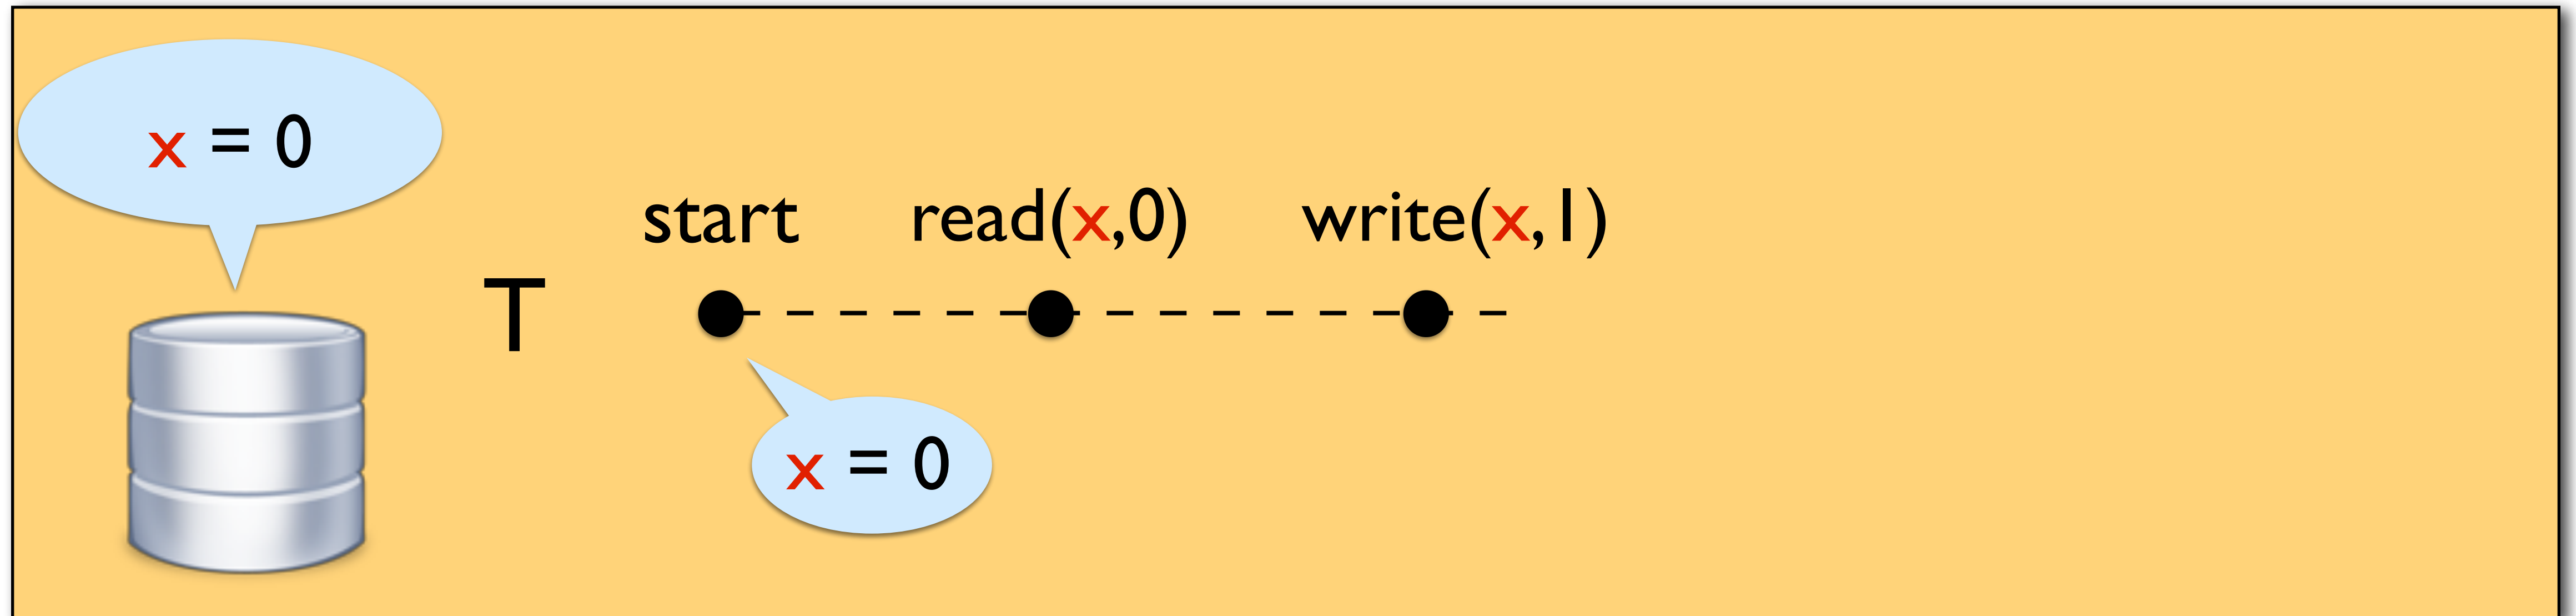 x = 0
start read(x,0) write(x,1)
T
x = 0